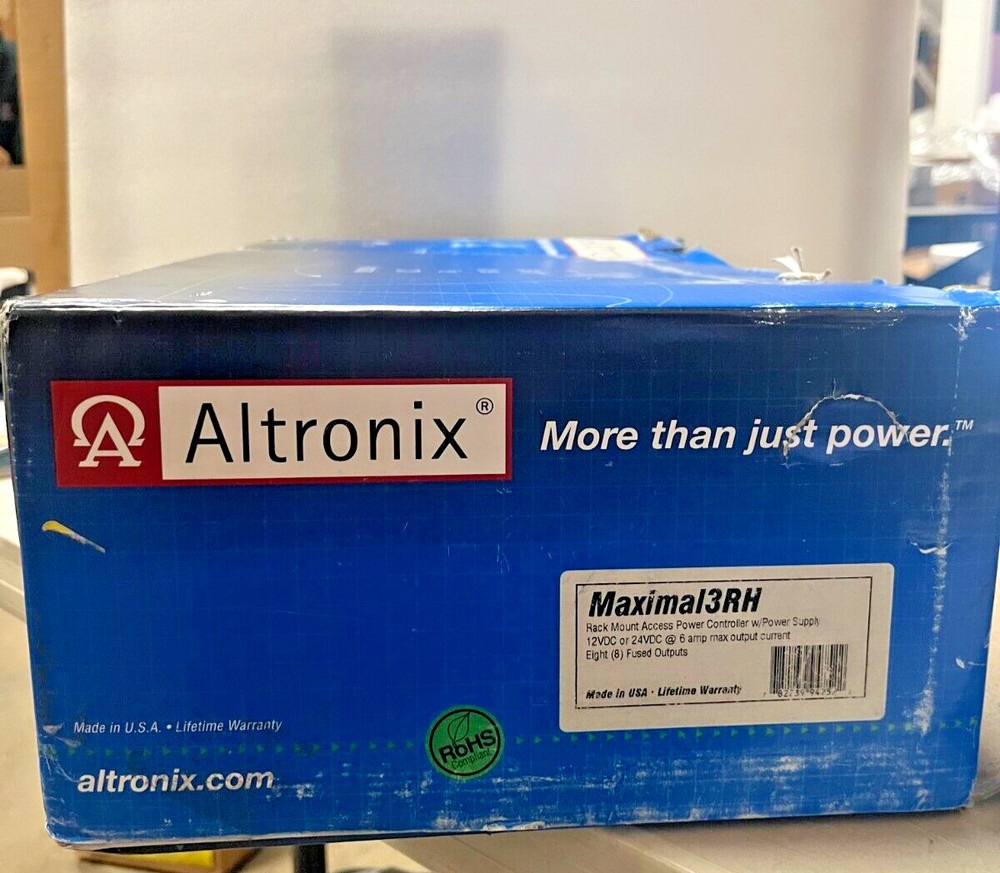 Altronix®
More than just power.™
Maximal3RH
Rack Mount Access Power Controller w/Power Supply
12VDC or 24VDC @ 6 amp max output current
Eight (8) Fused Outputs
Made in USA · Lifetime Warranty
Made in U.S.A. • Lifetime Warranty
RoHS
Compliant
altronix.com